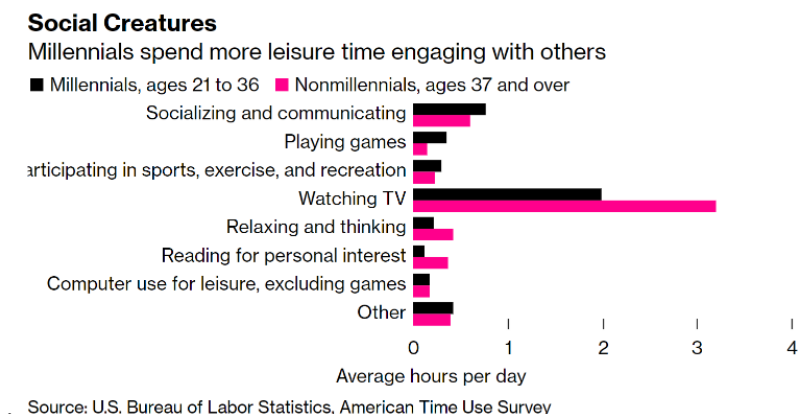 Social Creatures
Millennials spend more leisure time engaging with others
Millennials, ages 21 to 36 Nonmillennials, ages 37 and over
Socializing and communicating
Playing games
articipating in sports, exercise, and recreation
Watching TV
Relaxing and thinking
Reading for personal interest
Computer use for leisure, excluding games
Other
0 1 2 3 4
Average hours per day
Source: U.S. Bureau of Labor Statistics, American Time Use Survey